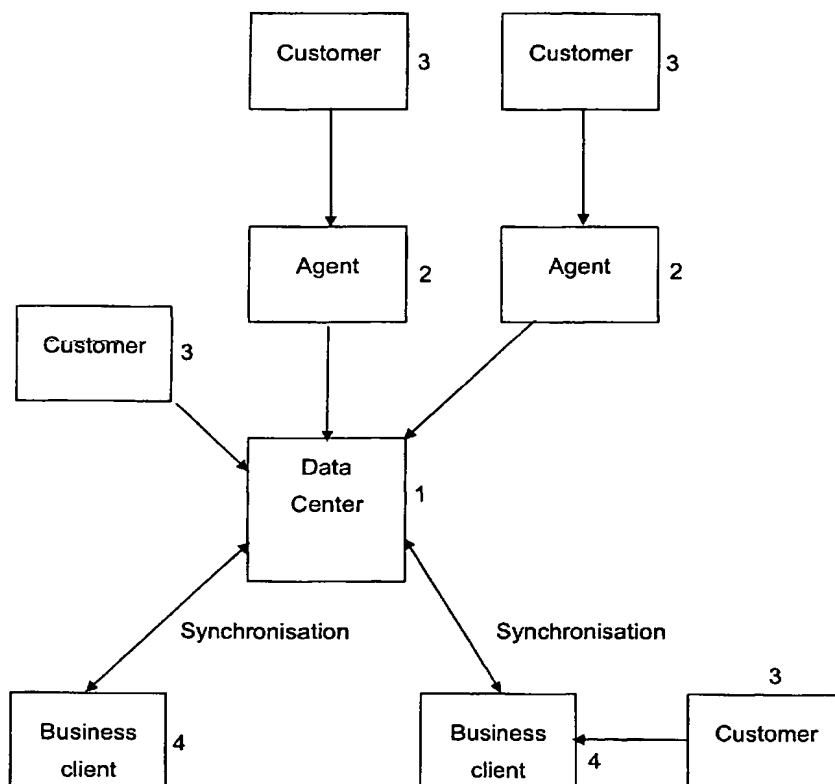 Customer
3
Customer
3
Agent
2
Agent
2
Customer
3
Data
Center
1
Synchronisation
Synchronisation
Business
client
4
Business
client
4
3
Customer